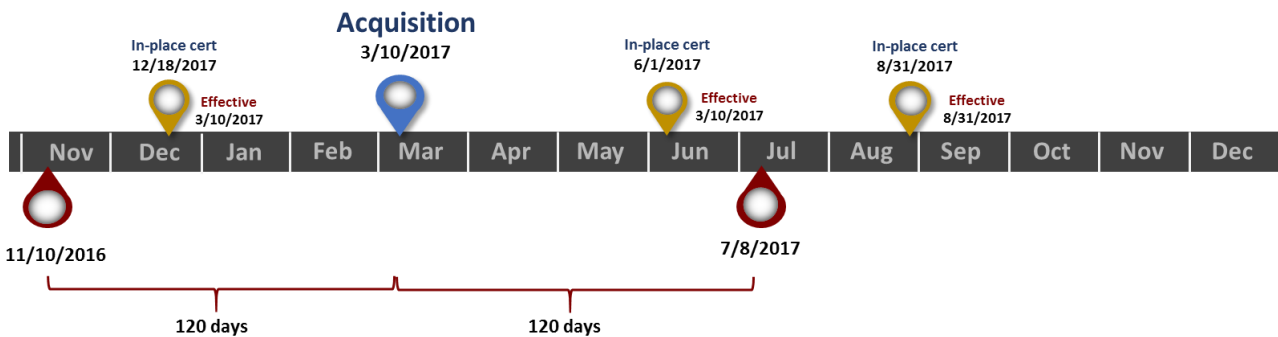 Acquisition
3/10/2017
In-place cert
12/18/2017
Effective
3/10/2017
In-place cert
6/1/2017
Effective
3/10/2017
In-place cert
8/31/2017
Effective
8/31/2017
Nov Dec Jan Feb Mar Apr May Jun Jul Aug Sep Oct Nov Dec
11/10/2016
7/8/2017
120 days
120 days